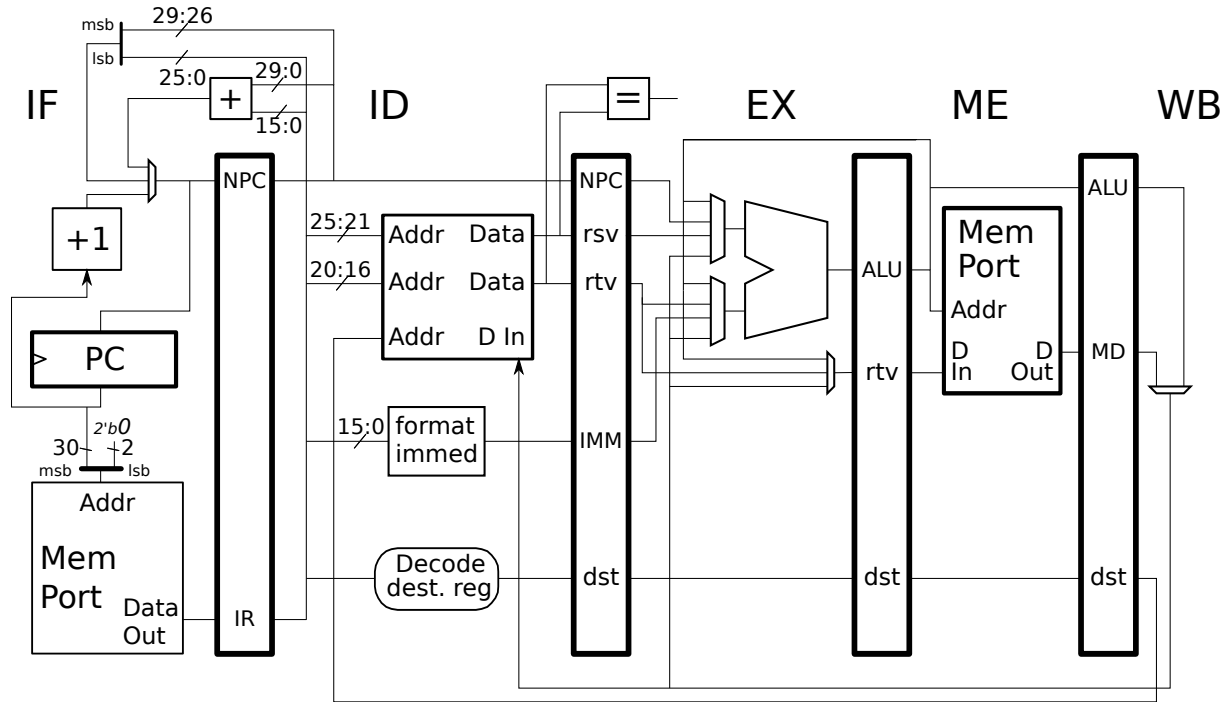 29:26
msb
lsb
25:0
29:0
+
15:0
=
IF
ID
EX
ME
WB
NPC
NPC
ALU
+1
25:21
Addr
Data
rsv
20:16
Addr
Data
rtv
Addr
D In
ALU
Mem
Port
Addr
D
In
D
Out
MD
PC
rtv
2'b0
30
2
msb
lsb
15:0
format
immed
IMM
Addr
Mem
Port
Data
Out
IR
Decode
dest. reg
dst
dst
dst